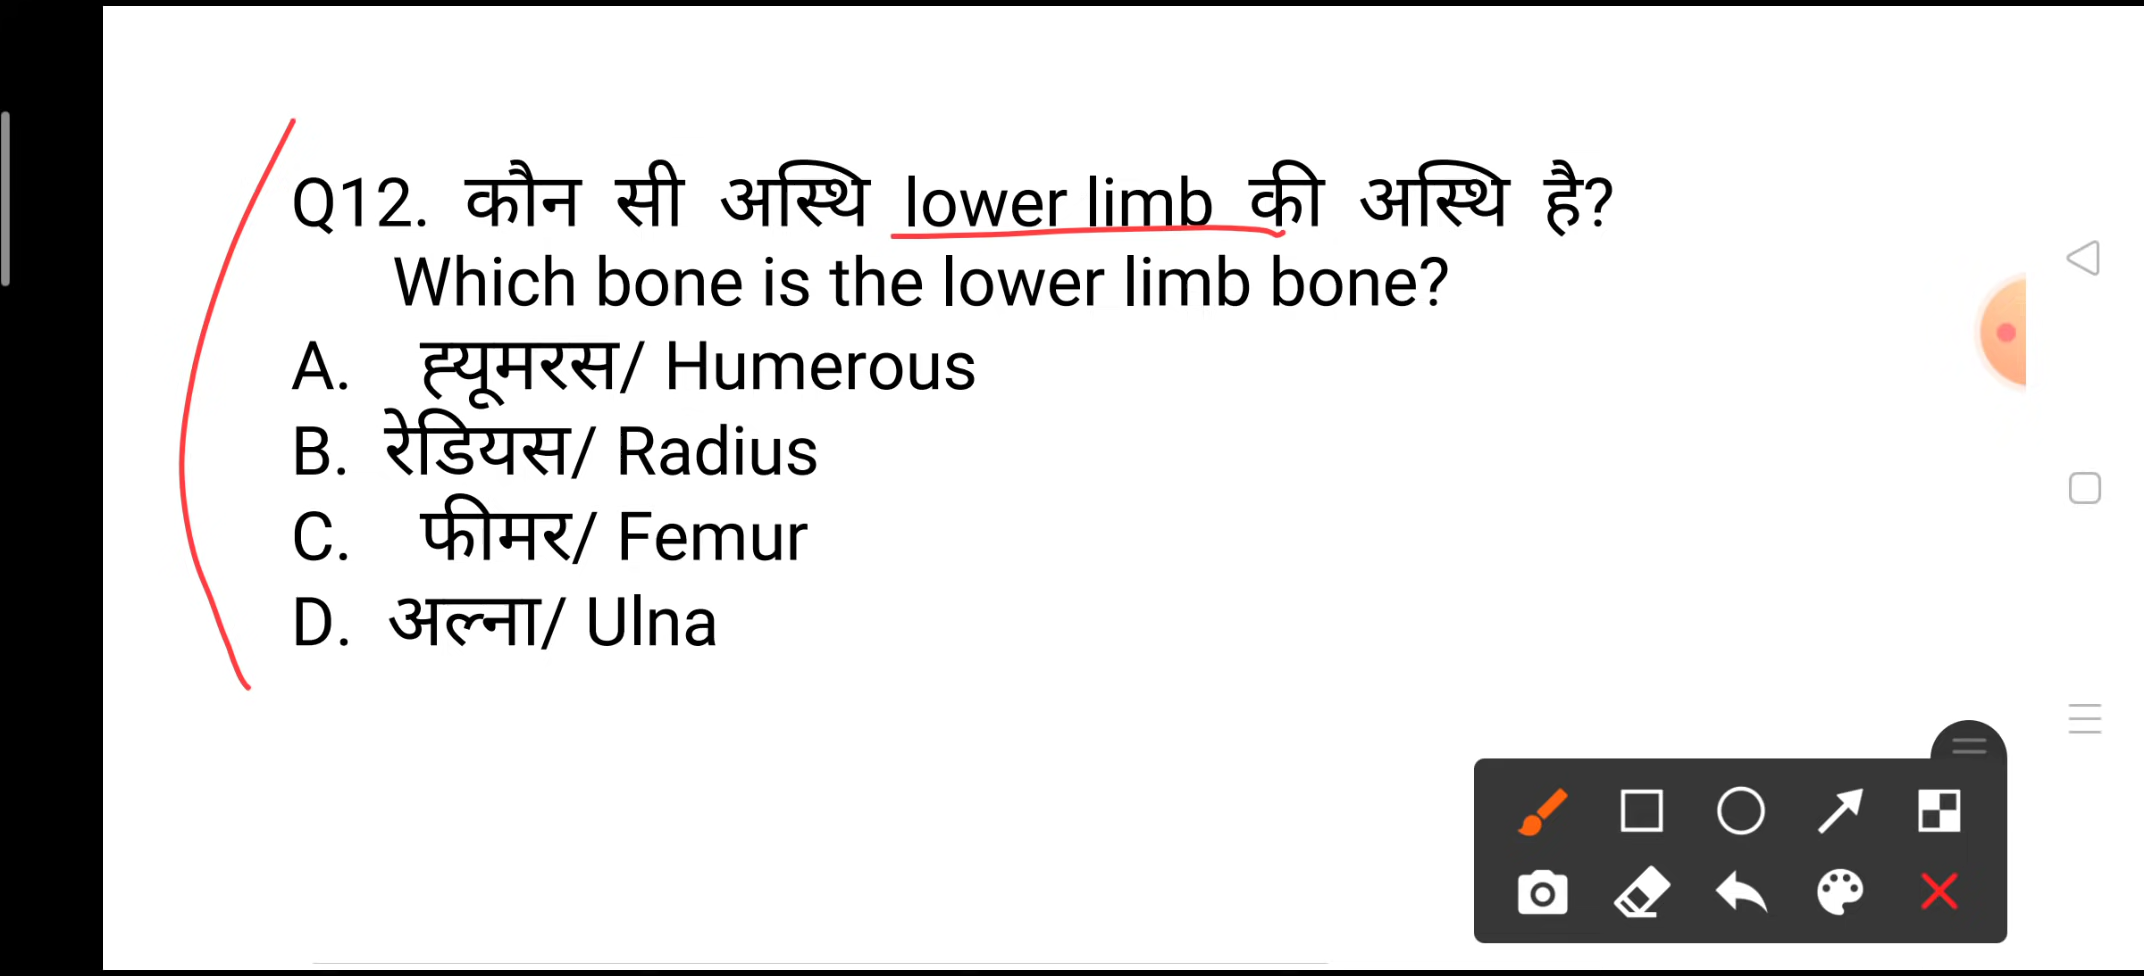 Q12. कौन सी अस्थि lower limb की अस्थि है?
Which bone is the lower limb bone?
A. ह्यूमरस/ Humerous
B. रेडियस/ Radius
C. फीमर/ Femur
D. अल्ना/ Ulna